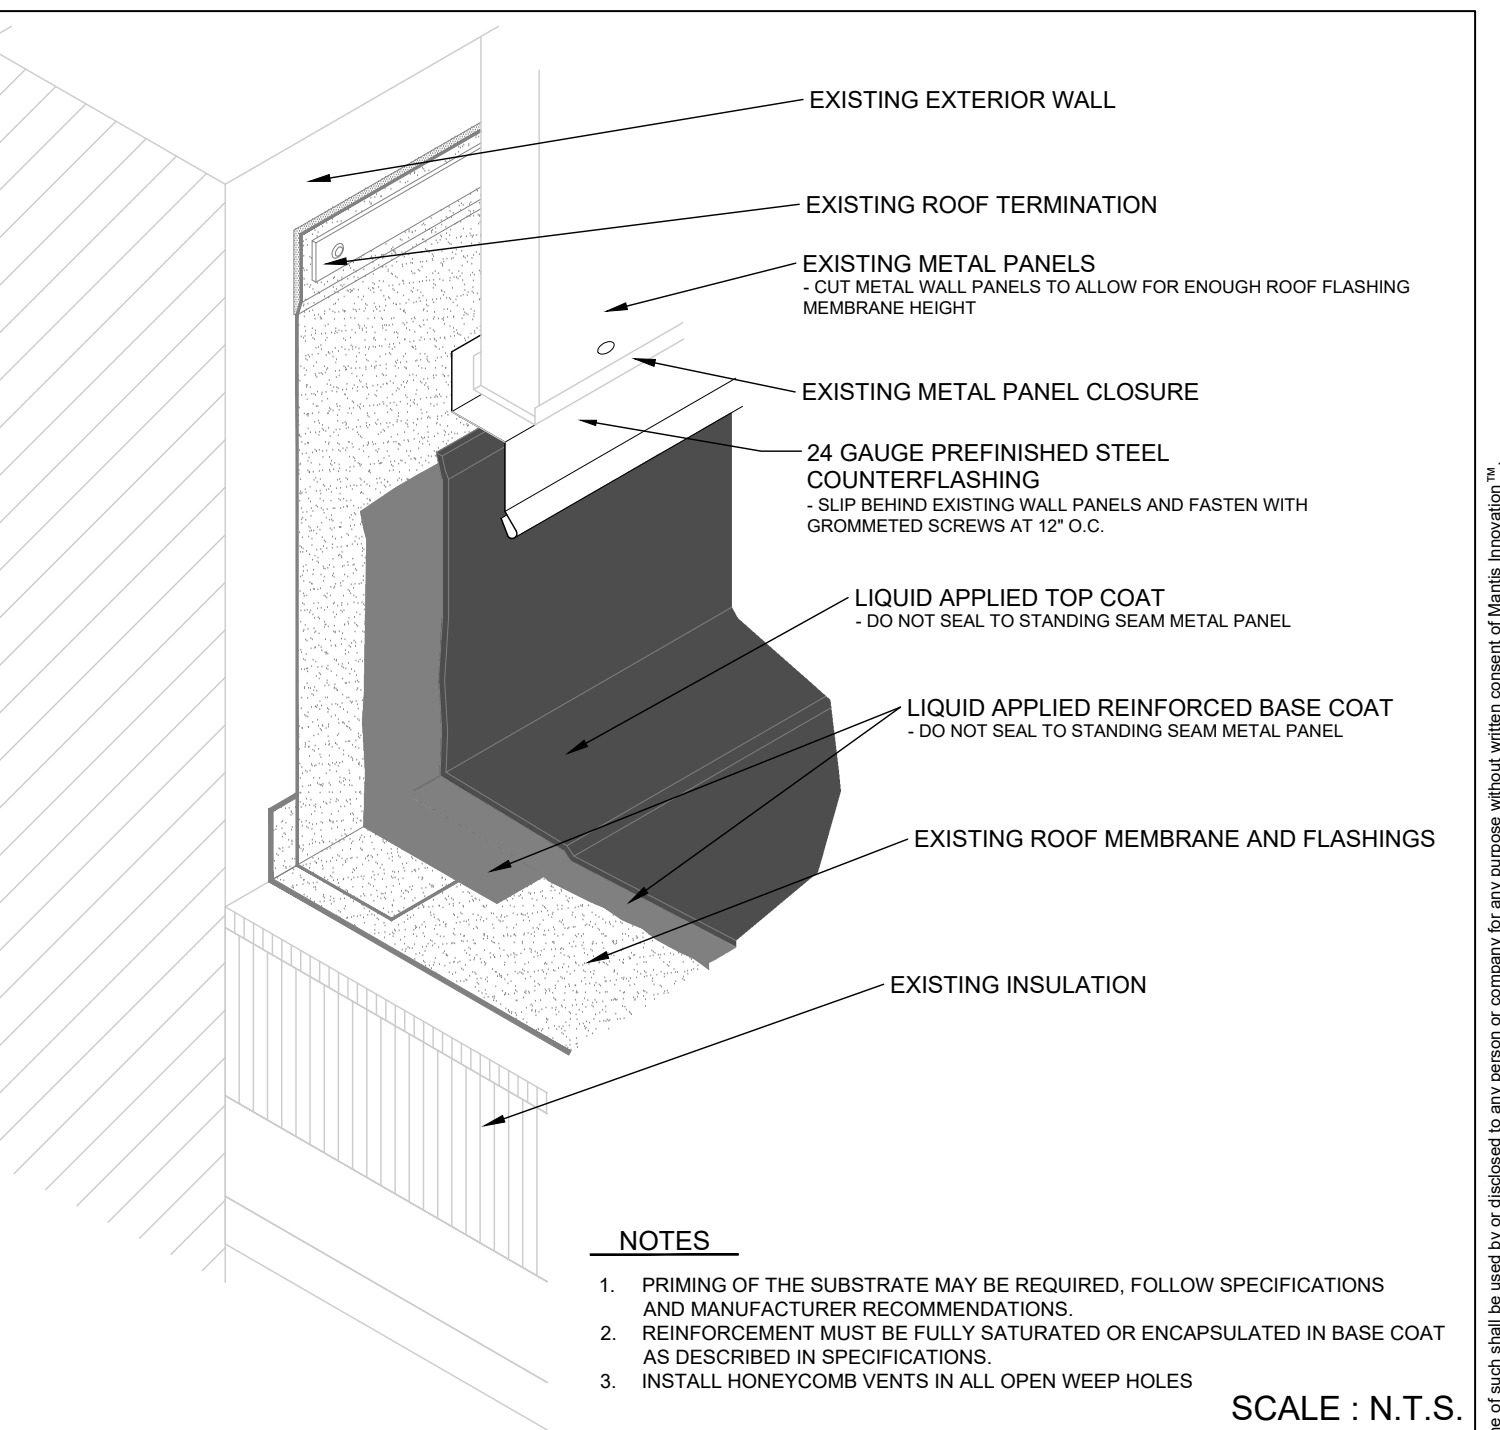 EXISTING EXTERIOR WALL
EXISTING ROOF TERMINATION
EXISTING METAL PANELS
- CUT METAL WALL PANELS TO ALLOW FOR ENOUGH ROOF FLASHING
MEMBRANE HEIGHT
EXISTING METAL PANEL CLOSURE
24 GAUGE PREFINISHED STEEL
COUNTERFLASHING
- SLIP BEHIND EXISTING WALL PANELS AND FASTEN WITH
GROMMETED SCREWS AT 12" O.C.
LIQUID APPLIED TOP COAT
- DO NOT SEAL TO STANDING SEAM METAL PANEL
LIQUID APPLIED REINFORCED BASE COAT
- DO NOT SEAL TO STANDING SEAM METAL PANEL
EXISTING ROOF MEMBRANE AND FLASHINGS
EXISTING INSULATION
NOTES
1. PRIMING OF THE SUBSTRATE MAY BE REQUIRED, FOLLOW SPECIFICATIONS
AND MANUFACTURER RECOMMENDATIONS.
2. REINFORCEMENT MUST BE FULLY SATURATED OR ENCAPSULATED IN BASE COAT
AS DESCRIBED IN SPECIFICATIONS.
3. INSTALL HONEYCOMB VENTS IN ALL OPEN WEEP HOLES
SCALE : N.T.S.
of such shall be used by or disclosed to any person or company for any purpose without written consent of Mantis Innovation™.